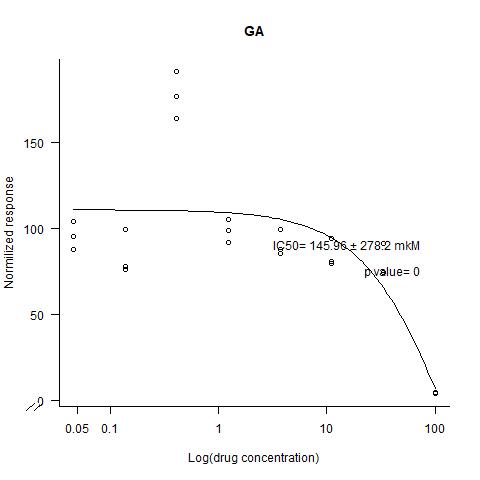 GA
Normilized response
150
100
50
0
IC50= 145.96 ± 278.2 mkM
p value= 0
0.05 0.1 1 10 100
Log(drug concentration)